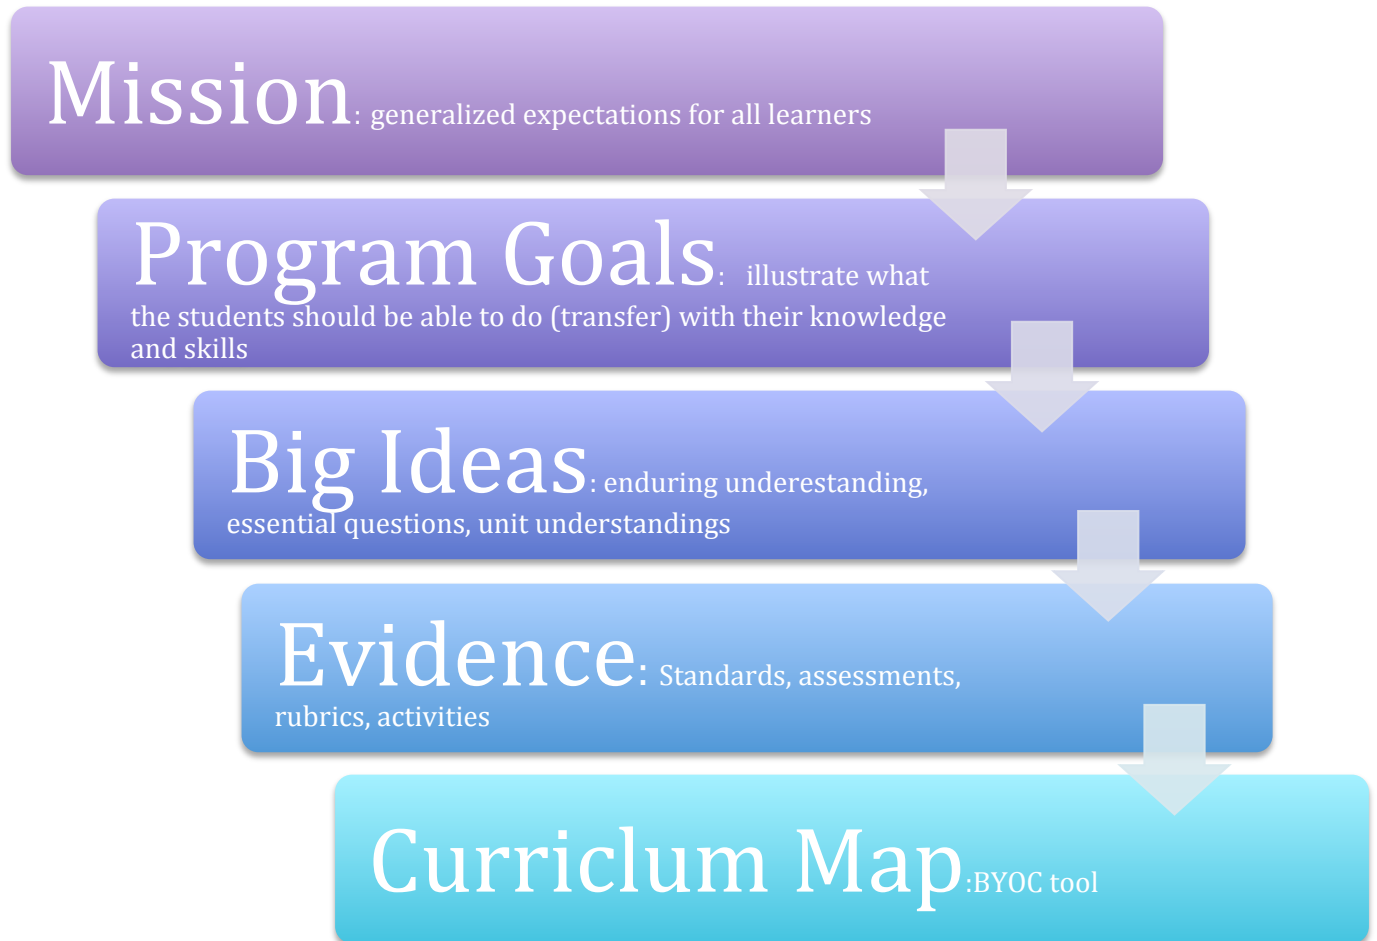 Mission: generalized expectations for all learners
Program Goals: illustrate what
the students should be able to do (transfer) with their knowledge
and skills
Big Ideas: enduring underestanding,
essential questions, unit understandings
Evidence: Standards, assessments,
rubrics, activities
Curriclum Map:BYOC tool